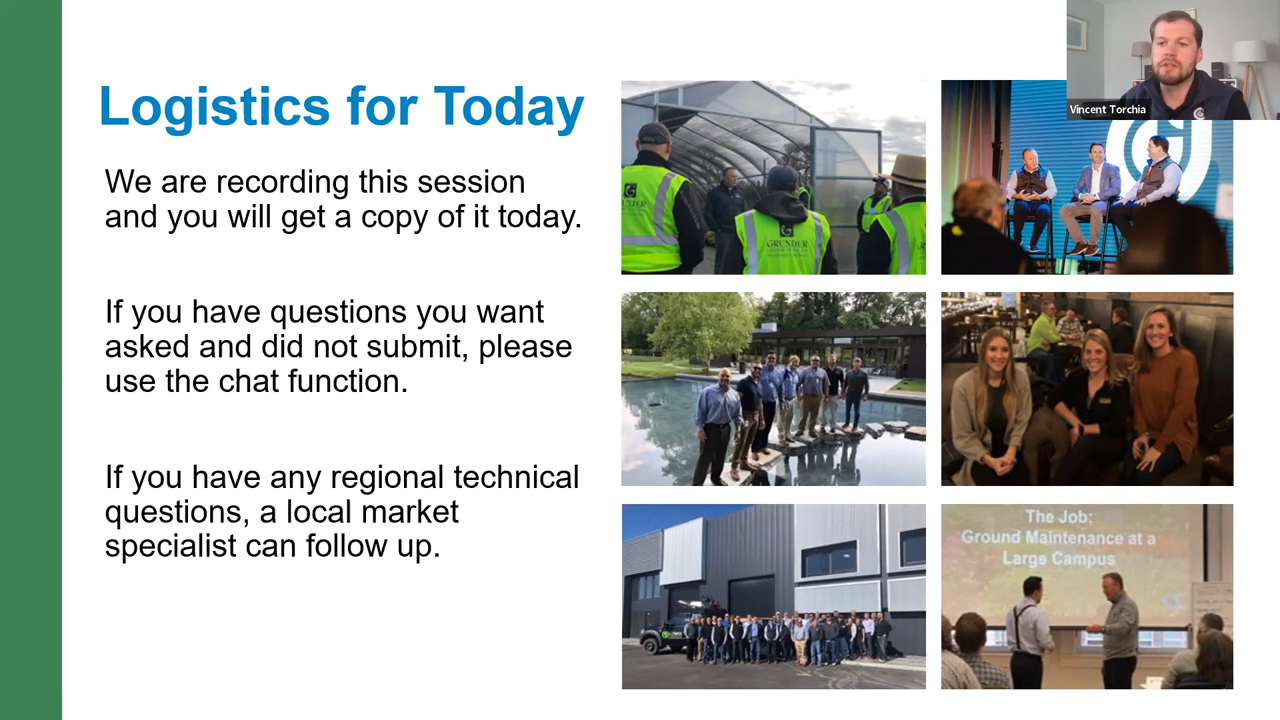 Logistics for Today
We are recording this session
and you will get a copy of it today.
If you have questions you want
asked and did not submit, please
use the chat function.
If you have any regional technical
questions, a local market
specialist can follow up.
Vincent Torchia
GRUNDER
The Job:
Ground Maintenance at a
Large Campus